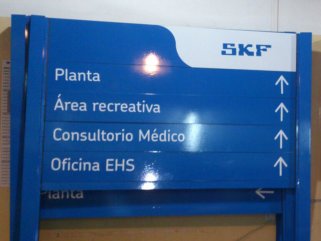 SKF
Planta ↑
Área recreativa ↑
Consultorio Médico ↑
Oficina EHS ↑
Planta ←